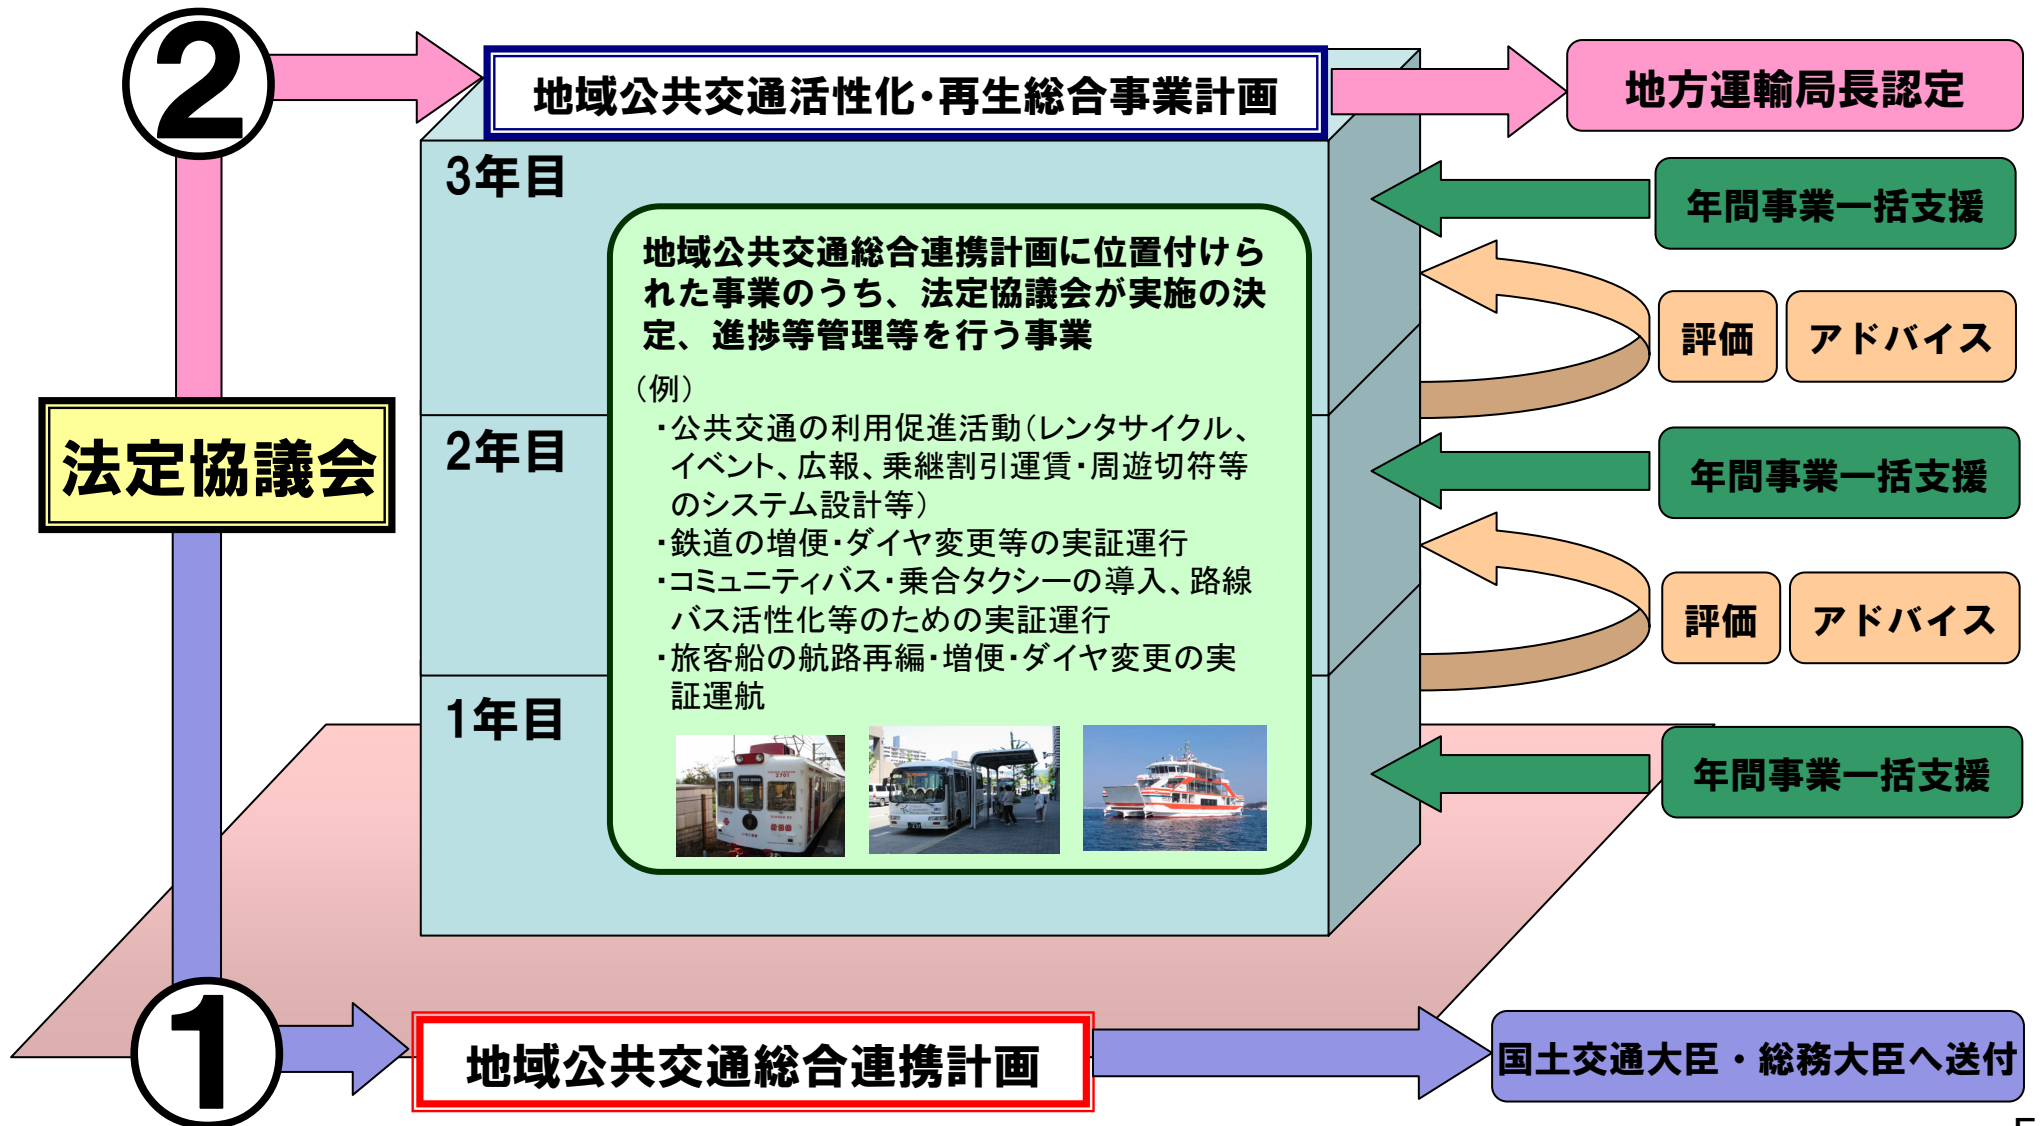 ②
地域公共交通活性化・再生総合事業計画
地方運輸局長認定
3年目
年間事業一括支援
地域公共交通総合連携計画に位置付けら
れた事業のうち、法定協議会が実施の決
定、進捗等管理等を行う事業
（例）
・公共交通の利用促進活動（レンタサイクル、
イベント、広報、乗継割引運賃・周遊切符等
のシステム設計等）
・鉄道の増便・ダイヤ変更等の実証運行
・コミュニティバス・乗合タクシーの導入、路線
バス活性化等のための実証運行
・旅客船の航路再編・増便・ダイヤ変更の実
証運航
評価
アドバイス
法定協議会
2年目
年間事業一括支援
評価
アドバイス
1年目
年間事業一括支援
①
地域公共交通総合連携計画
国土交通大臣・総務大臣へ送付